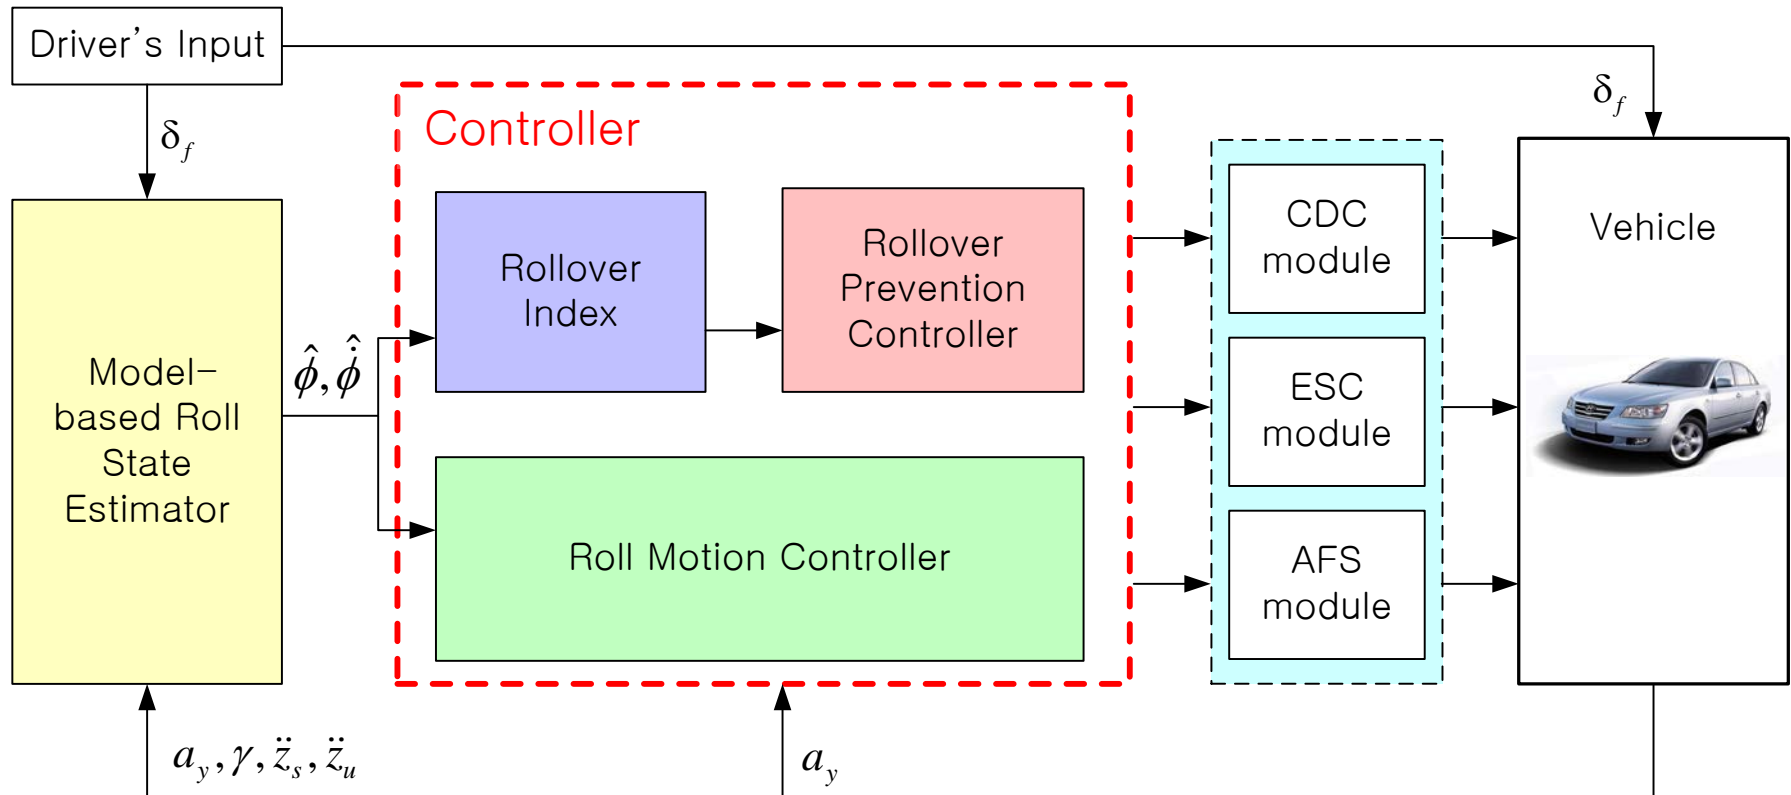 Driver's Input
δ_f
δ_f
Controller
Rollover
Index
Rollover
Prevention
Controller
CDC
module
Vehicle
Model-
based Roll
State
Estimator
ϕ̂, ϕ̇̂
ESC
module
Roll Motion Controller
AFS
module
a_y, γ, z̈_s, z̈_u
a_y